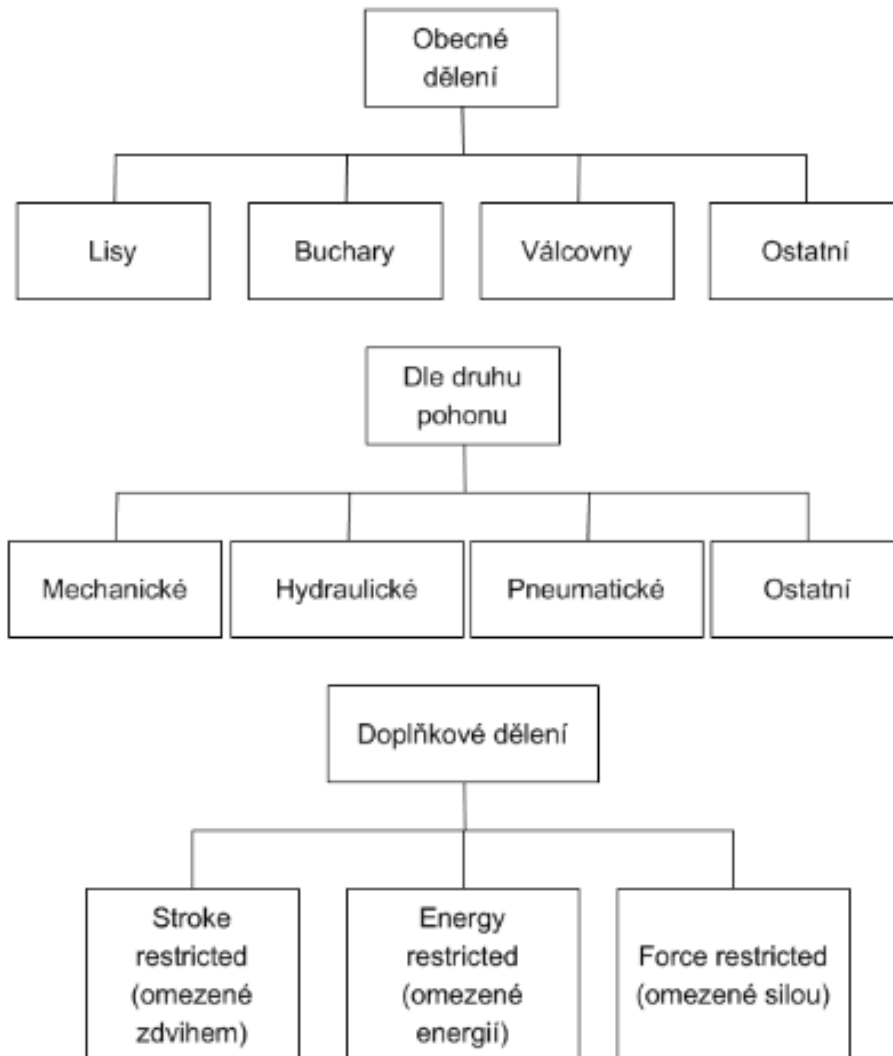 Obecné
dělení
Lisy
Buchary
Válcovny
Ostatní
Dle druhu
pohonu
Mechanické
Hydraulické
Pneumatické
Ostatní
Doplňkové dělení
Stroke
restricted
(omezené
zdvihem)
Energy
restricted
(omezené
energií)
Force restricted
(omezené silou)